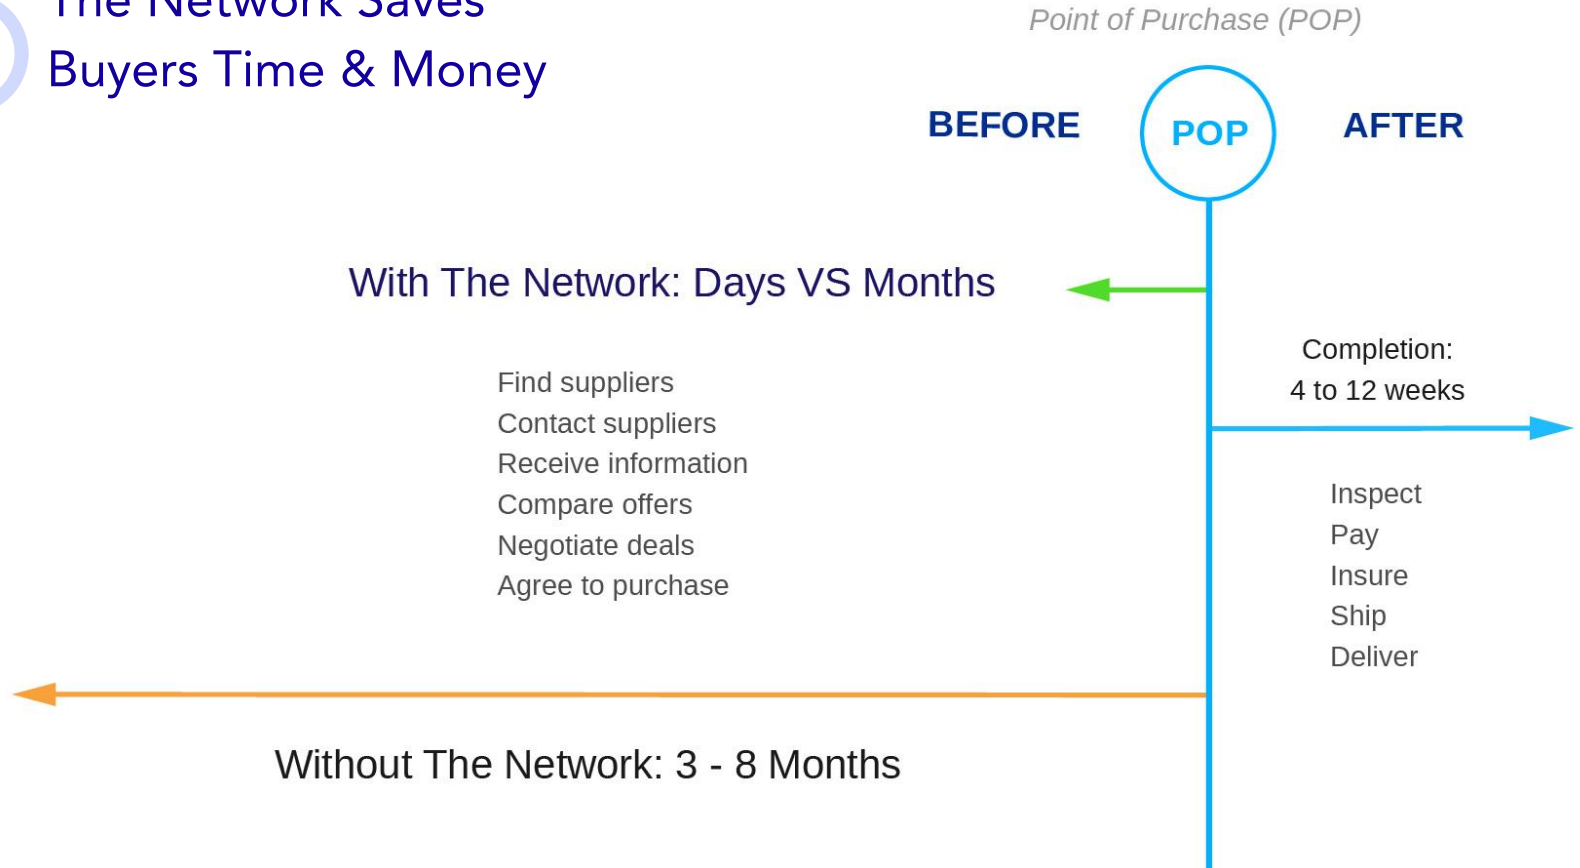 The Network Saves
Buyers Time & Money
Point of Purchase (POP)
BEFORE
POP
AFTER
With The Network: Days VS Months
Find suppliers
Contact suppliers
Receive information
Compare offers
Negotiate deals
Agree to purchase
Completion:
4 to 12 weeks
Inspect
Pay
Insure
Ship
Deliver
Without The Network: 3 - 8 Months